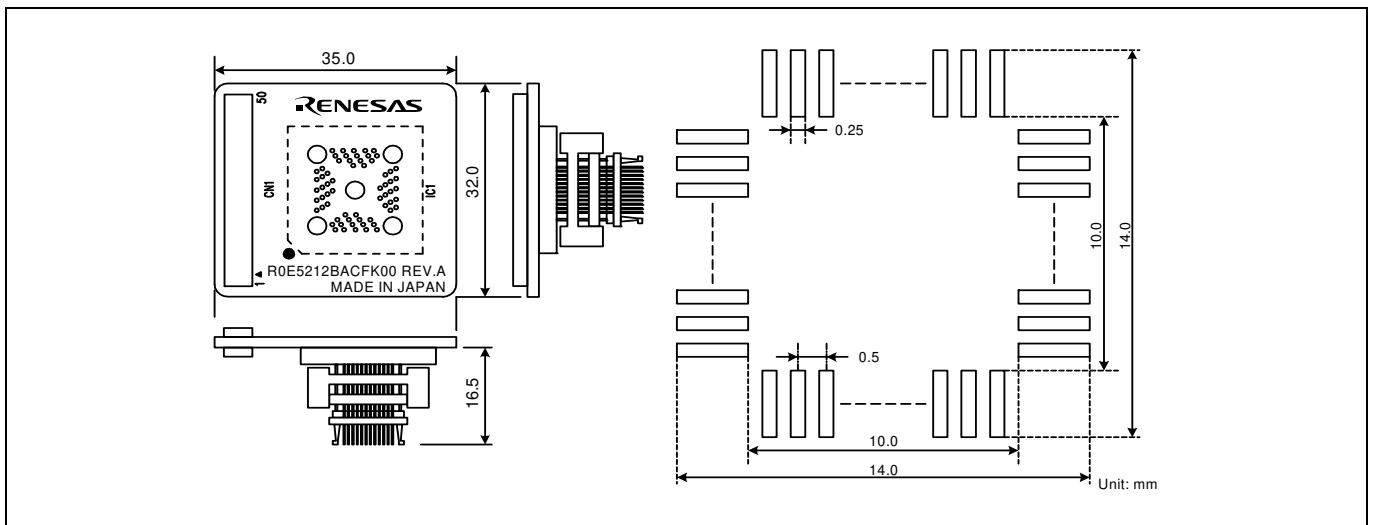 35.0
50
RENESAS
CN1
IC1
32.0
R0E5212BACFK00 REV.A
1
MADE IN JAPAN
16.5
0.25
10.0
14.0
0.5
10.0
14.0
Unit: mm